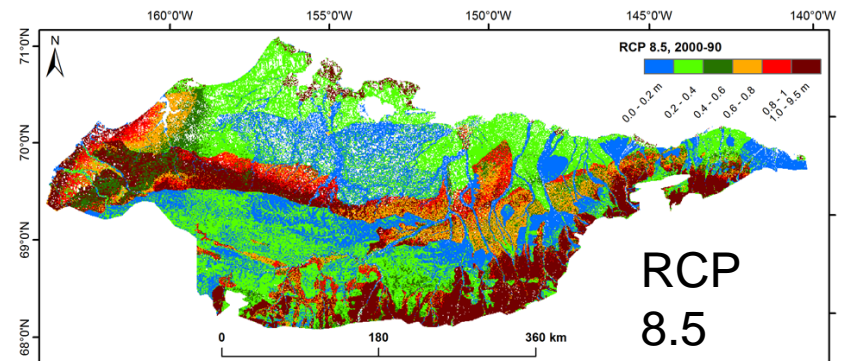 160°0'W 155°0'W 150°0'W 145°0'W 140°0'W
71°0'N
N
RCP 8.5, 2000-90
0.0 - 0.2 m 0.2 - 0.4 0.4 - 0.6 0.6 - 0.8 0.8 - 1 1.0 - 9.5 m
70°0'N
69°0'N
RCP
8.5
68°0'N
0 180 360 km